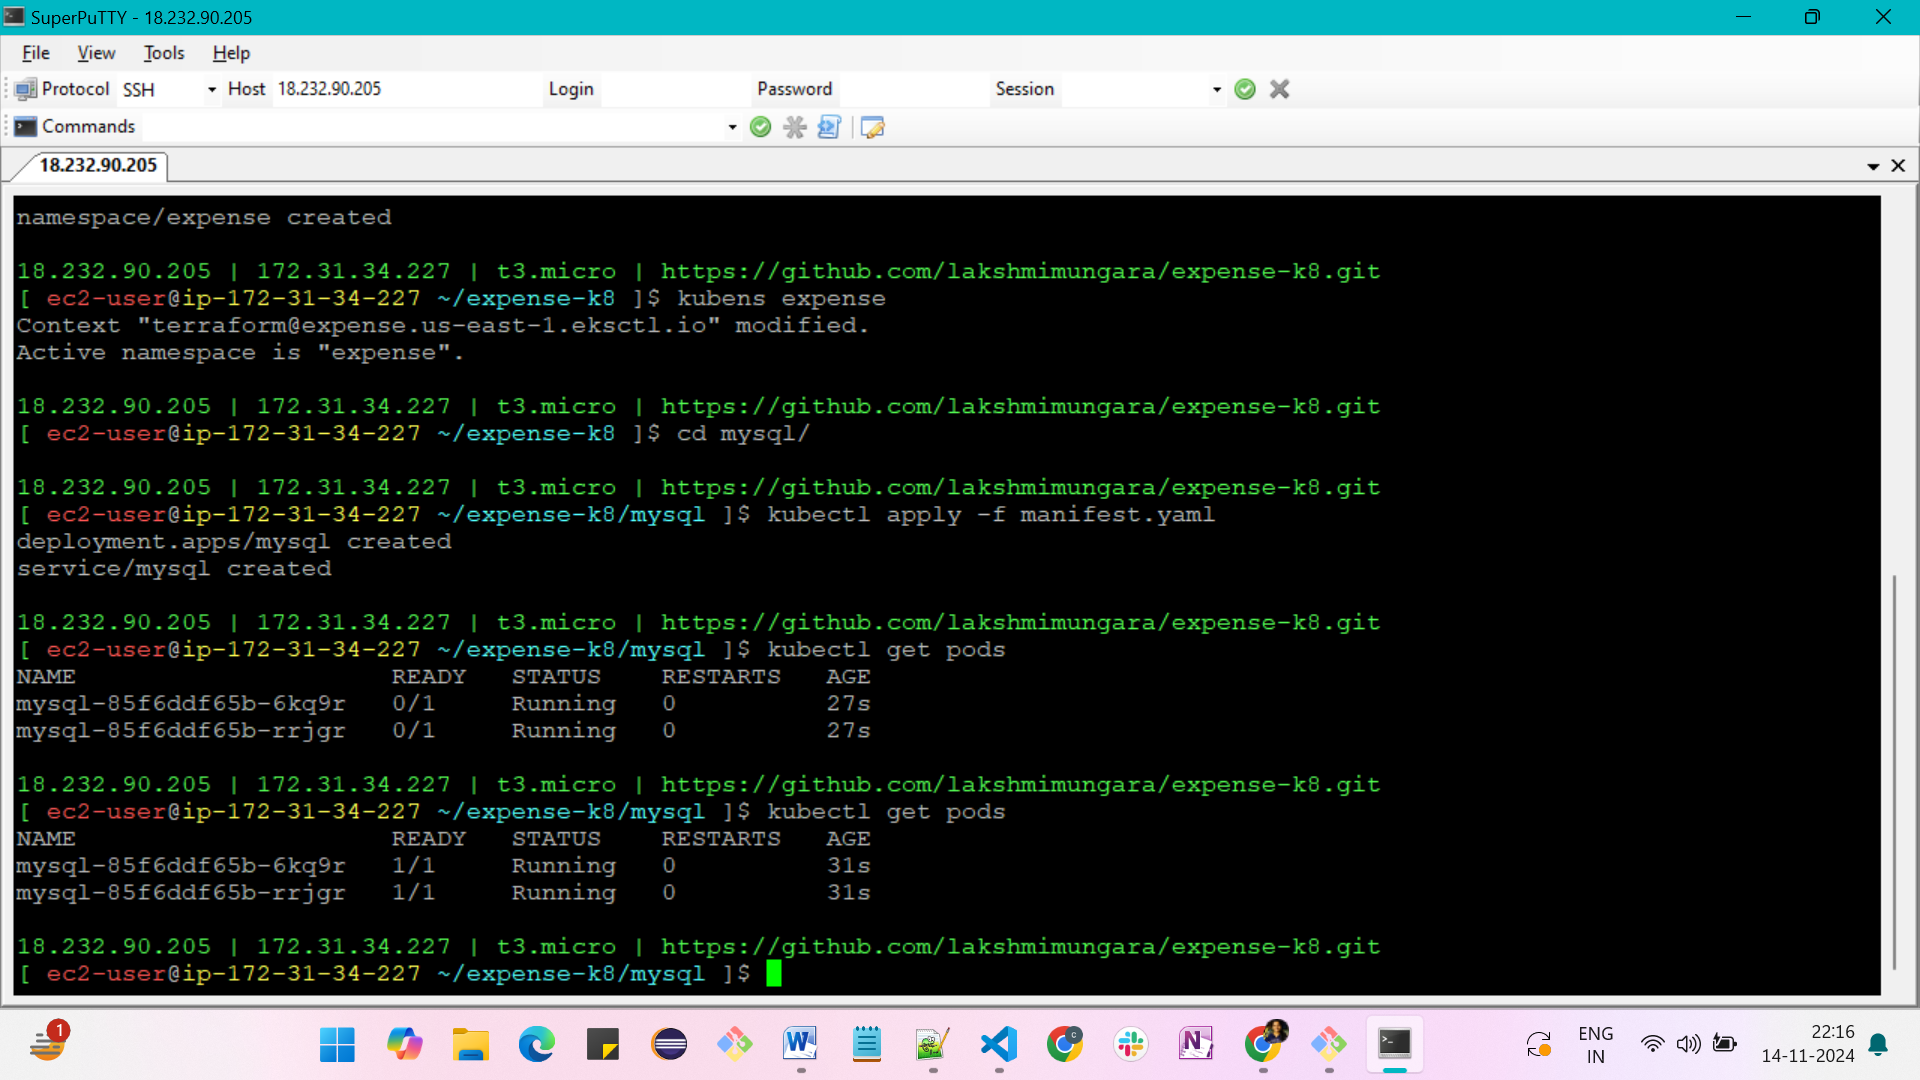 SuperPuTTY - 18.232.90.205
File View Tools Help
Protocol SSH Host 18.232.90.205 Login Password Session
Commands
18.232.90.205
namespace/expense created
18.232.90.205 | 172.31.34.227 | t3.micro | https://github.com/lakshmimungara/expense-k8.git
[ ec2-user@ip-172-31-34-227 ~/expense-k8 ]$ kubens expense
Context "terraform@expense.us-east-1.eksctl.io" modified.
Active namespace is "expense".
18.232.90.205 | 172.31.34.227 | t3.micro | https://github.com/lakshmimungara/expense-k8.git
[ ec2-user@ip-172-31-34-227 ~/expense-k8 ]$ cd mysql/
18.232.90.205 | 172.31.34.227 | t3.micro | https://github.com/lakshmimungara/expense-k8.git
[ ec2-user@ip-172-31-34-227 ~/expense-k8/mysql ]$ kubectl apply -f manifest.yaml
deployment.apps/mysql created
service/mysql created
18.232.90.205 | 172.31.34.227 | t3.micro | https://github.com/lakshmimungara/expense-k8.git
[ ec2-user@ip-172-31-34-227 ~/expense-k8/mysql ]$ kubectl get pods
NAME READY STATUS RESTARTS AGE
mysql-85f6ddf65b-6kq9r 0/1 Running 0 27s
mysql-85f6ddf65b-rrjgr 0/1 Running 0 27s
18.232.90.205 | 172.31.34.227 | t3.micro | https://github.com/lakshmimungara/expense-k8.git
[ ec2-user@ip-172-31-34-227 ~/expense-k8/mysql ]$ kubectl get pods
NAME READY STATUS RESTARTS AGE
mysql-85f6ddf65b-6kq9r 1/1 Running 0 31s
mysql-85f6ddf65b-rrjgr 1/1 Running 0 31s
18.232.90.205 | 172.31.34.227 | t3.micro | https://github.com/lakshmimungara/expense-k8.git
[ ec2-user@ip-172-31-34-227 ~/expense-k8/mysql ]$
1
W
N
C
ENG
IN
22:16
14-11-2024